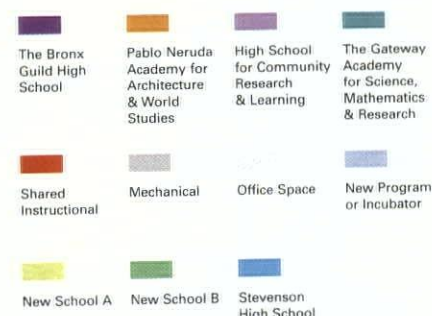 The Bronx
Guild High
School
Pablo Neruda
Academy for
Architecture
& World
Studies
High School
for Community
Research
& Learning
The Gateway
Academy
for Science,
Mathematics
& Research
Shared
Instructional
Mechanical
Office Space
New Program
or Incubator
New School A
New School B
Stevenson
High School